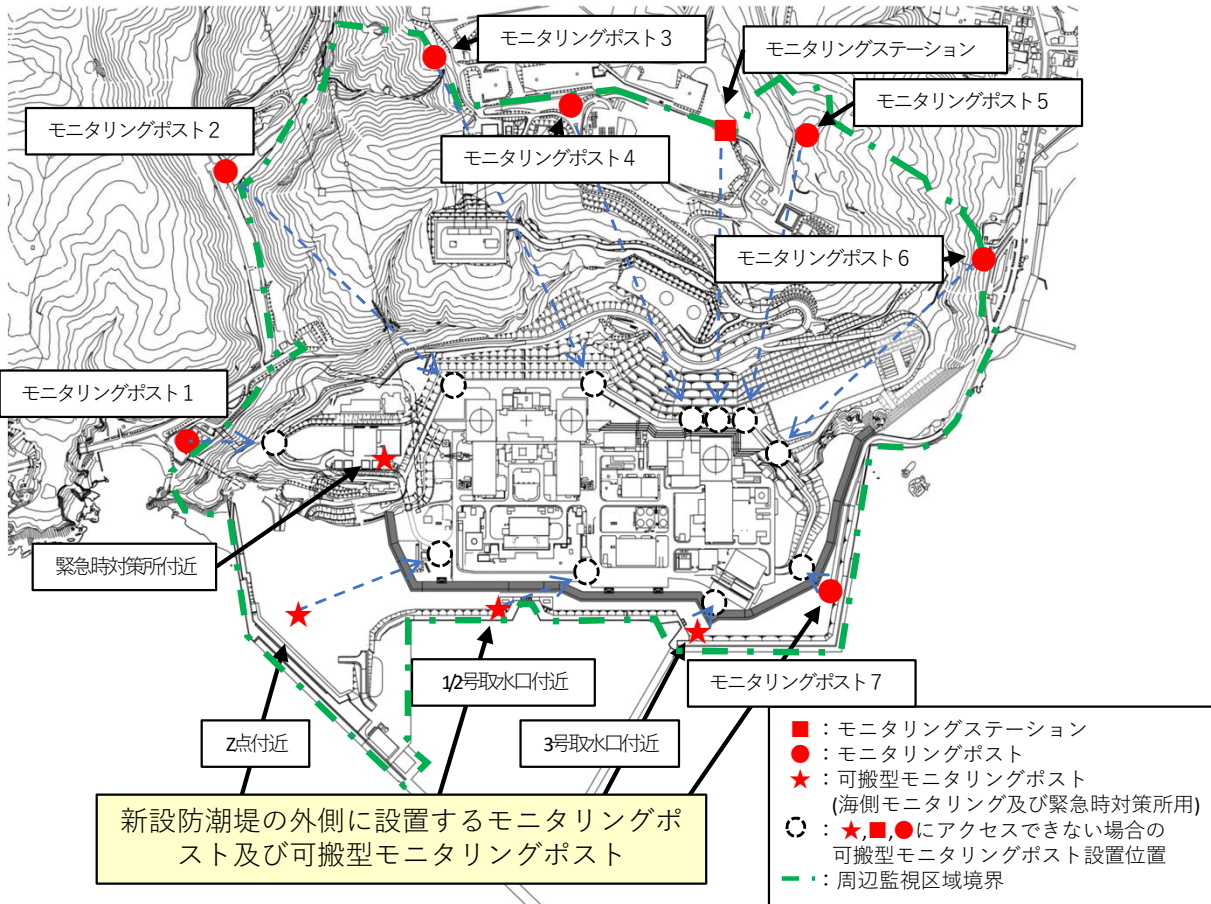 モニタリングポスト3
モニタリングステーション
モニタリングポスト5
モニタリングポスト2
モニタリングポスト4
モニタリングポスト6
モニタリングポスト1
緊急時対策所付近
1/2号取水口付近
モニタリングポスト7
Z点付近
3号取水口付近
新設防潮堤の外側に設置するモニタリングポ
スト及び可搬型モニタリングポスト
■：モニタリングステーション
●：モニタリングポスト
★：可搬型モニタリングポスト
(海側モニタリング及び緊急時対策所用)
：★,■,●にアクセスできない場合の
可搬型モニタリングポスト設置位置
：周辺監視区域境界